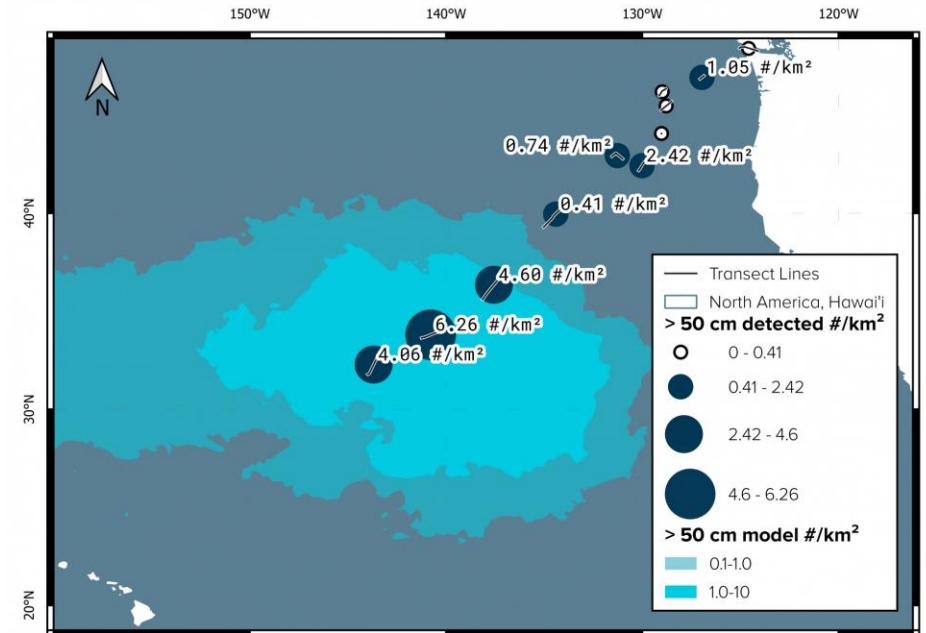 150°W 140°W 130°W 120°W
N
1.05 #/km²
0.74 #/km²
2.42 #/km²
40°N
0.41 #/km²
4.60 #/km²
6.26 #/km²
4.06 #/km²
30°N
20°N
Transect Lines
North America, Hawai'i
> 50 cm detected #/km²
0 - 0.41
0.41 - 2.42
2.42 - 4.6
4.6 - 6.26
> 50 cm model #/km²
0.1-1.0
1.0-10